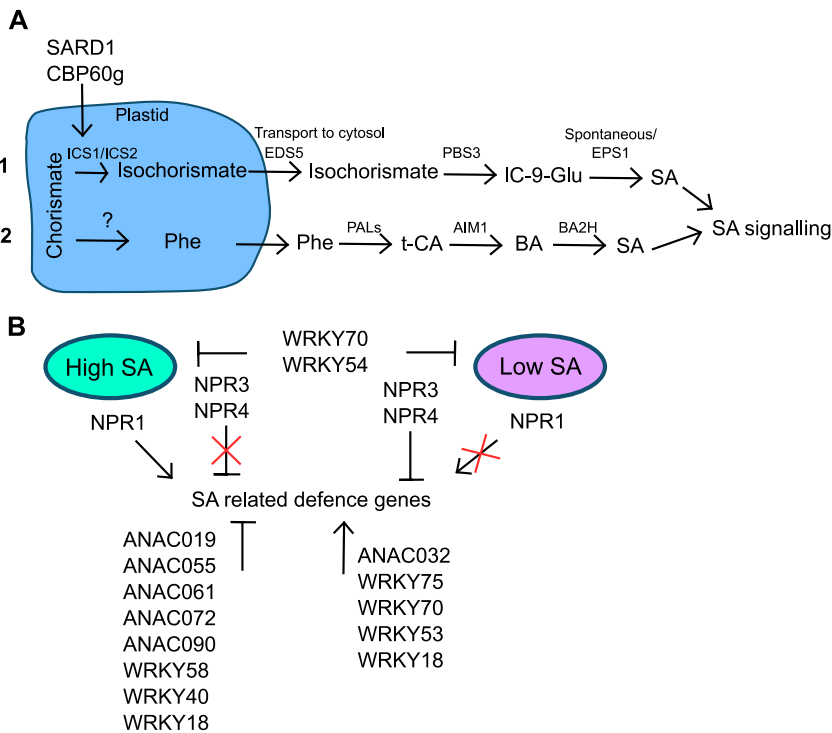 A
SARD1
CBP60g
Plastid
Transport to cytosol
Spontaneous/
1
ICS1/ICS2
EDS5
PBS3
EPS1
Chorismate
Isochorismate
Isochorismate
IC-9-Glu
SA
SA signalling
2
?
Phe
Phe
PALs
t-CA
AIM1
BA
BA2H
SA
B
High SA
WRKY70
WRKY54
Low SA
NPR3
NPR4
NPR3
NPR4
NPR1
NPR1
SA related defence genes
ANAC019
ANAC055
ANAC061
ANAC072
ANAC090
WRKY58
WRKY40
WRKY18
ANAC032
WRKY75
WRKY70
WRKY53
WRKY18